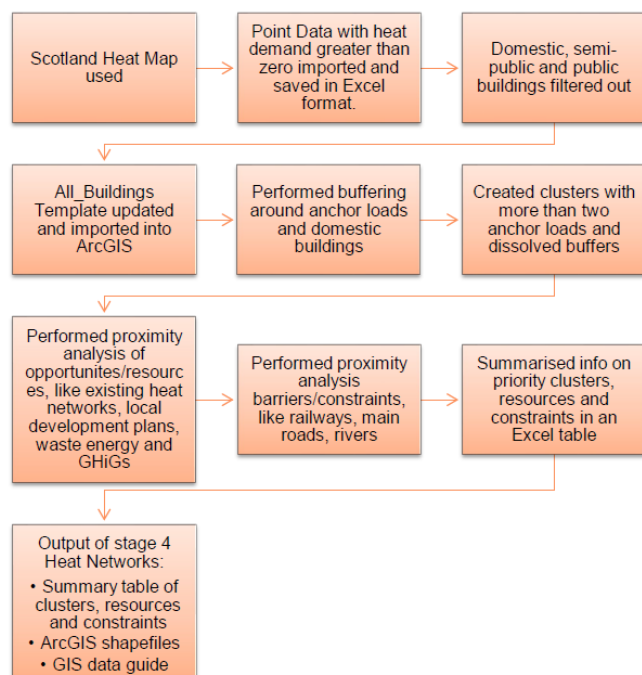 Scotland Heat Map
used
Point Data with heat
demand greater than
zero imported and
saved in Excel
format.
Domestic, semi-
public and public
buildings filtered out
All_Buildings
Template updated
and imported into
ArcGIS
Performed buffering
around anchor loads
and domestic
buildings
Created clusters with
more than two
anchor loads and
dissolved buffers
Performed proximity
analysis of
opportunites/resourc
es, like existing heat
networks, local
development plans,
waste energy and
GHiGs
Performed proximity
analysis
barriers/constraints,
like railways, main
roads, rivers
Summarised info on
priority clusters,
resources and
constraints in an
Excel table
Output of stage 4
Heat Networks:
• Summary table of
clusters, resources
and constraints
• ArcGIS shapefiles
• GIS data guide